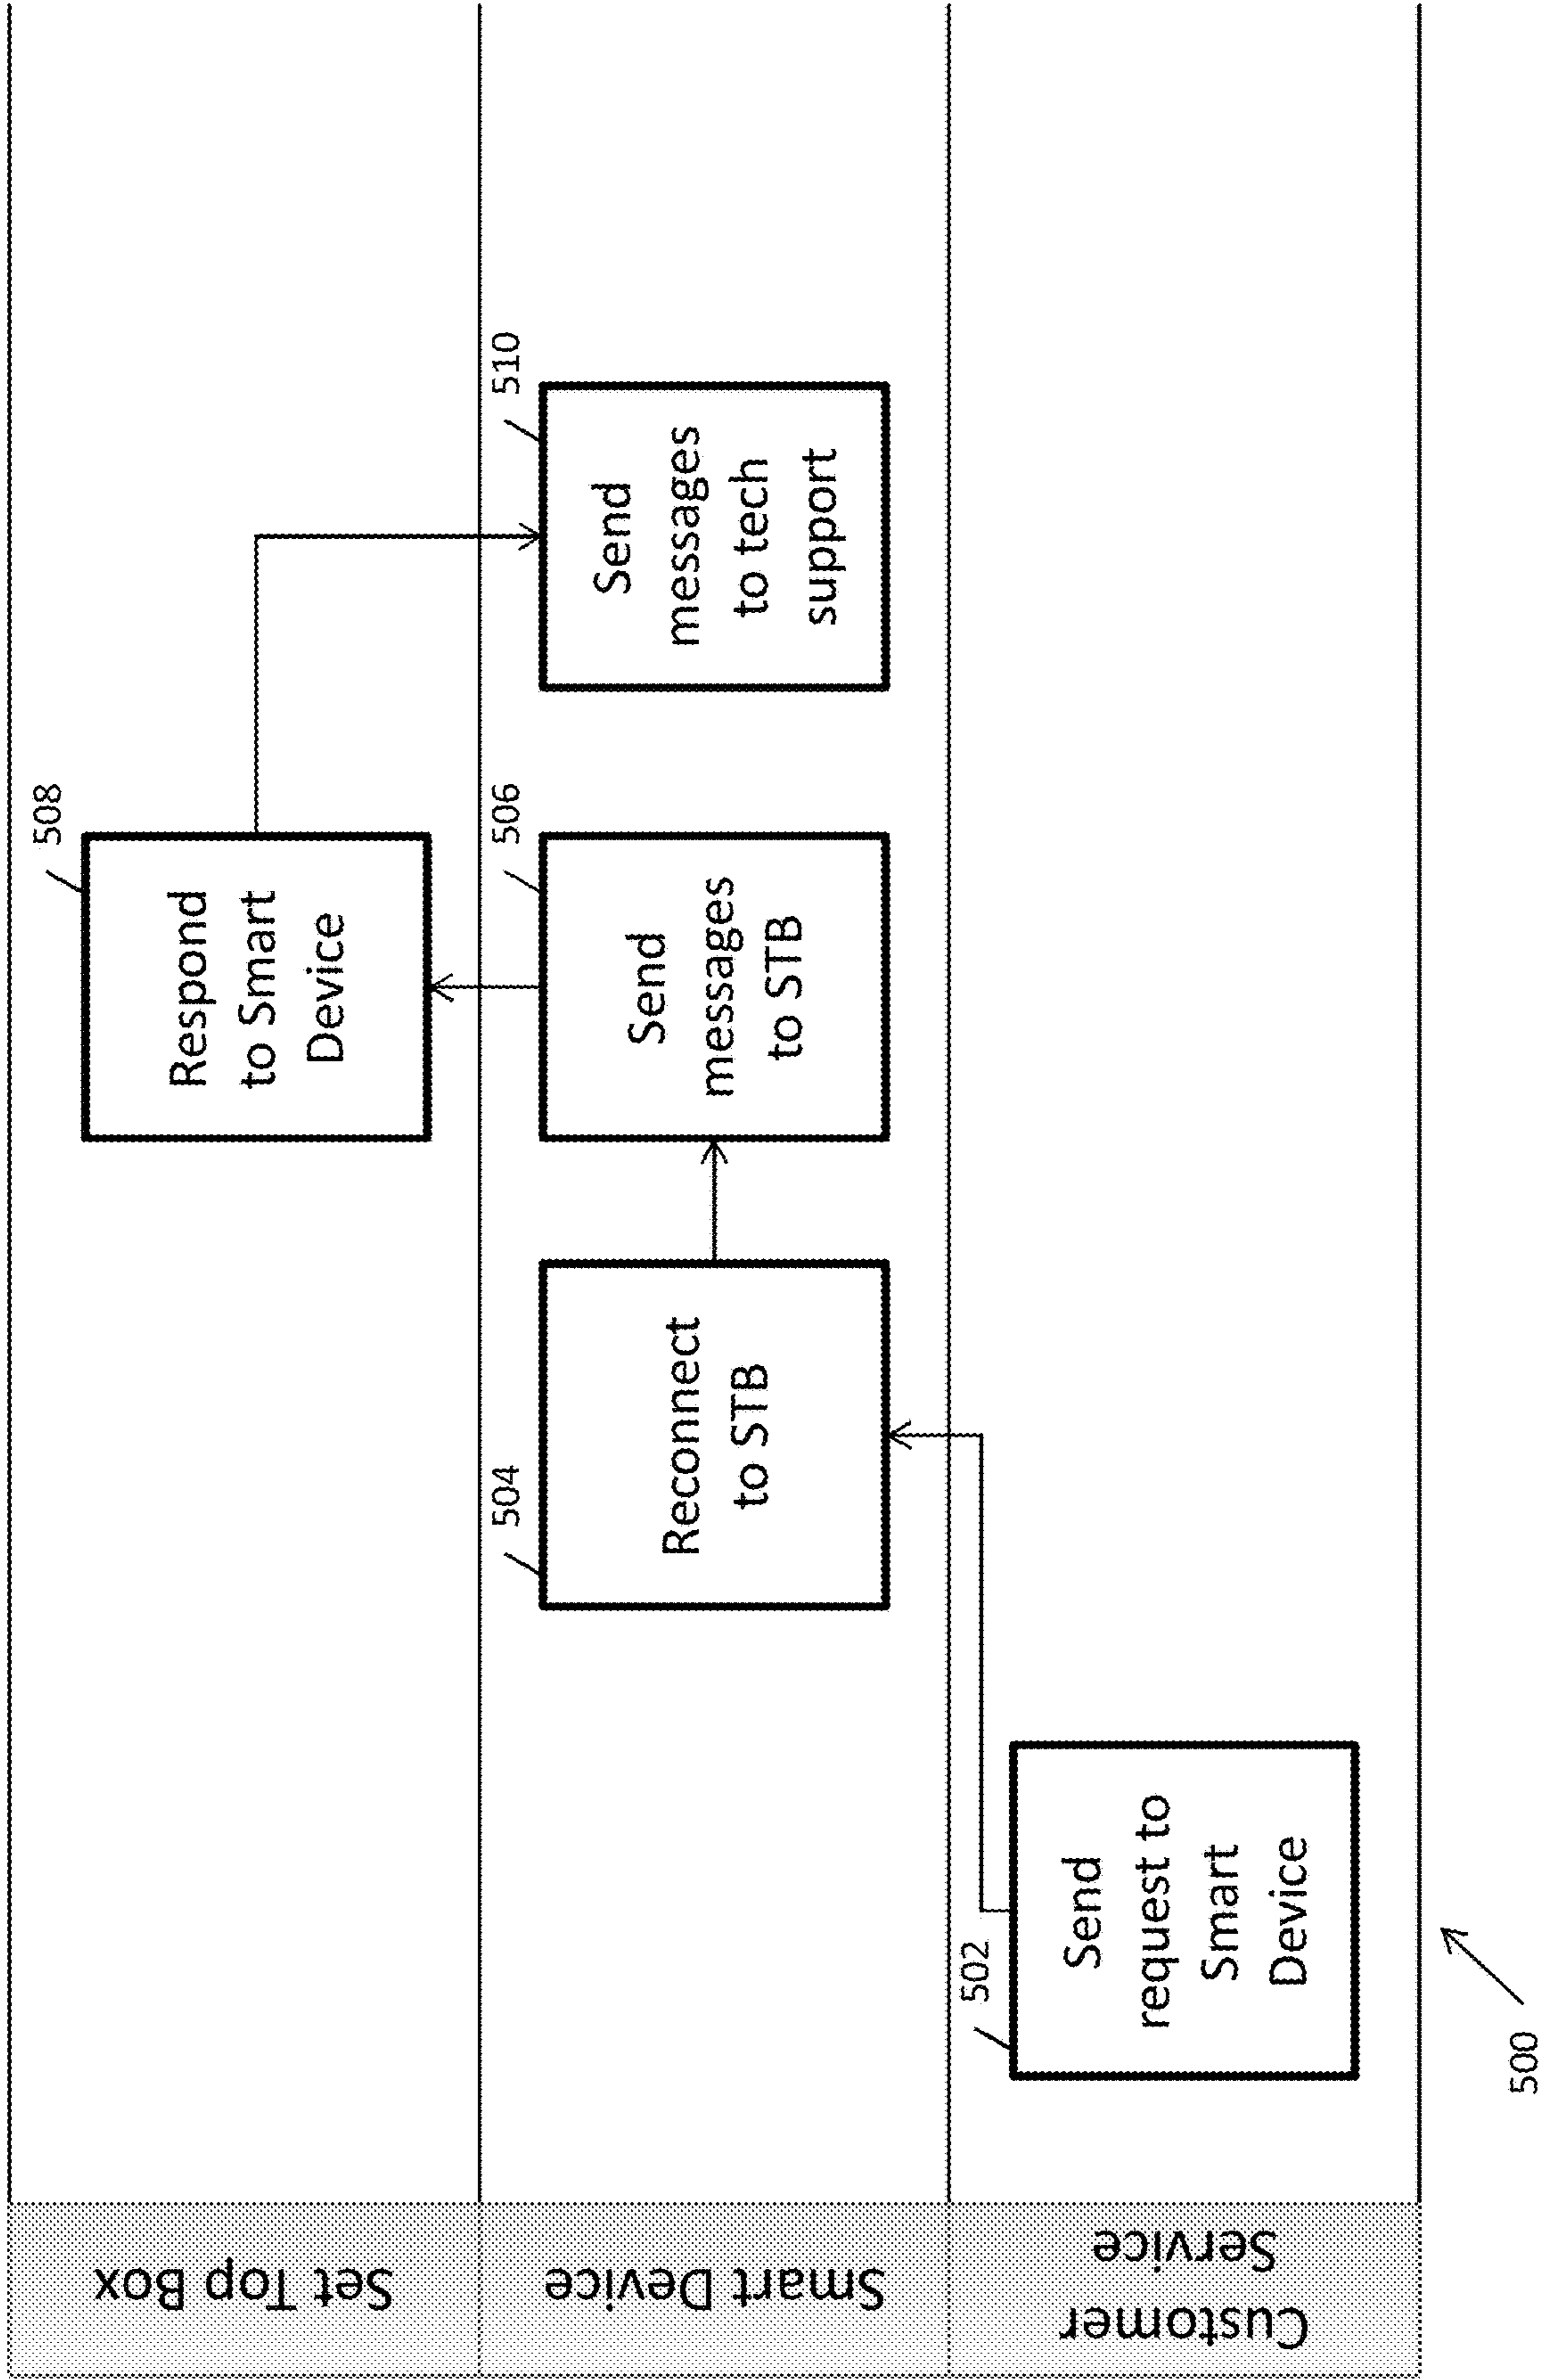 Set Top Box
508
Respond
to Smart
Device
Smart Device
504
Reconnect
to STB
506
Send
messages
to STB
510
Send
messages
to tech
support
Customer
Service
502
Send
request to
Smart
Device
500